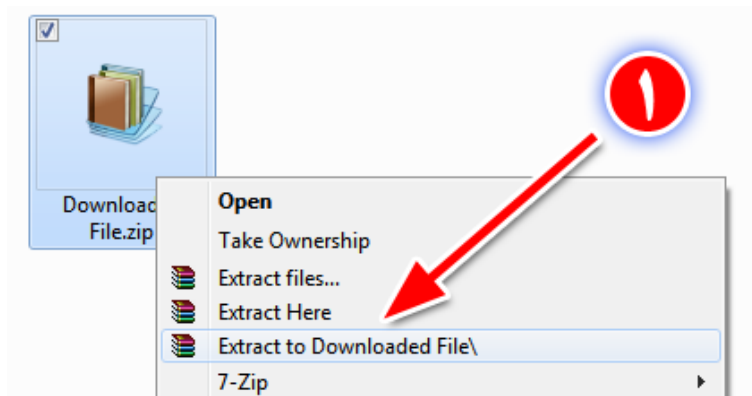 ١
Download
File.zip
Open
Take Ownership
Extract files...
Extract Here
Extract to Downloaded File\
7-Zip